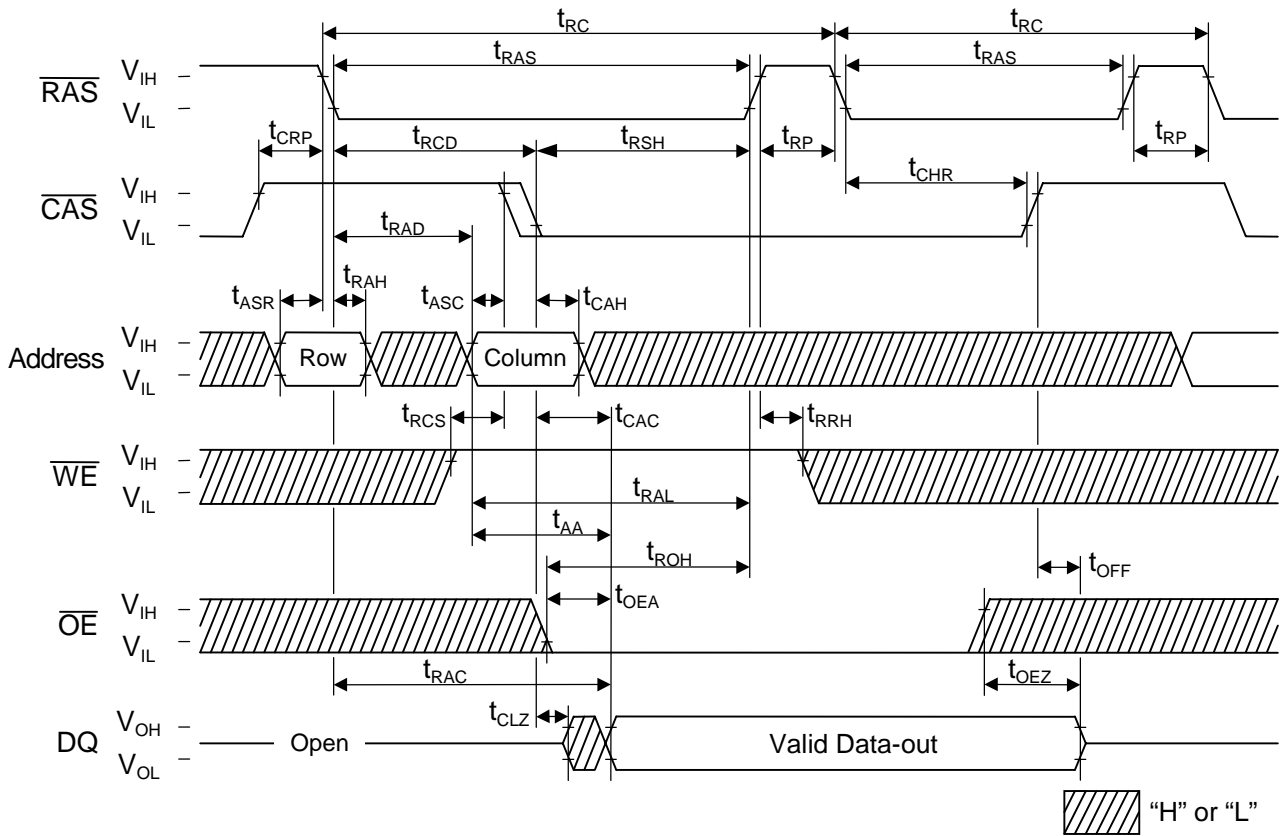 tRC tRC
tRAS tRAS
RAS VIH
VIL
tCRP tRCD tRSH tRP tRP
tCHR
CAS VIH
VIL
tRAD
tRAH
tASR tASC tCAH
Address VIH
VIL
Row Column
tRCS tCAC tRRH
WE VIH
VIL
tRAL
tAA
tROH
tOFF
tOEA
OE VIH
VIL
tRAC tOEZ
tCLZ
DQ VOH
VOL
Open Valid Data-out
“H” or “L”